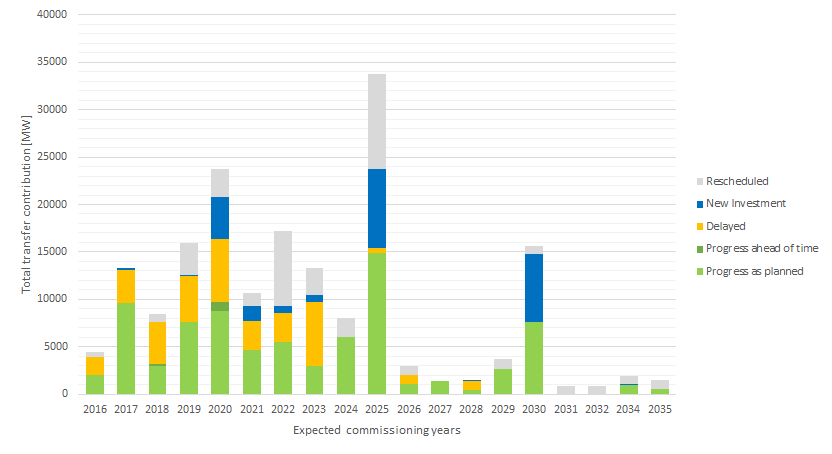 40000
35000
30000
25000
20000
15000
10000
5000
0
Total transfer contribution [MW]
2016 2017 2018 2019 2020 2021 2022 2023 2024 2025 2026 2027 2028 2029 2030 2031 2032 2034 2035
Expected commissioning years
Rescheduled
New Investment
Delayed
Progress ahead of time
Progress as planned